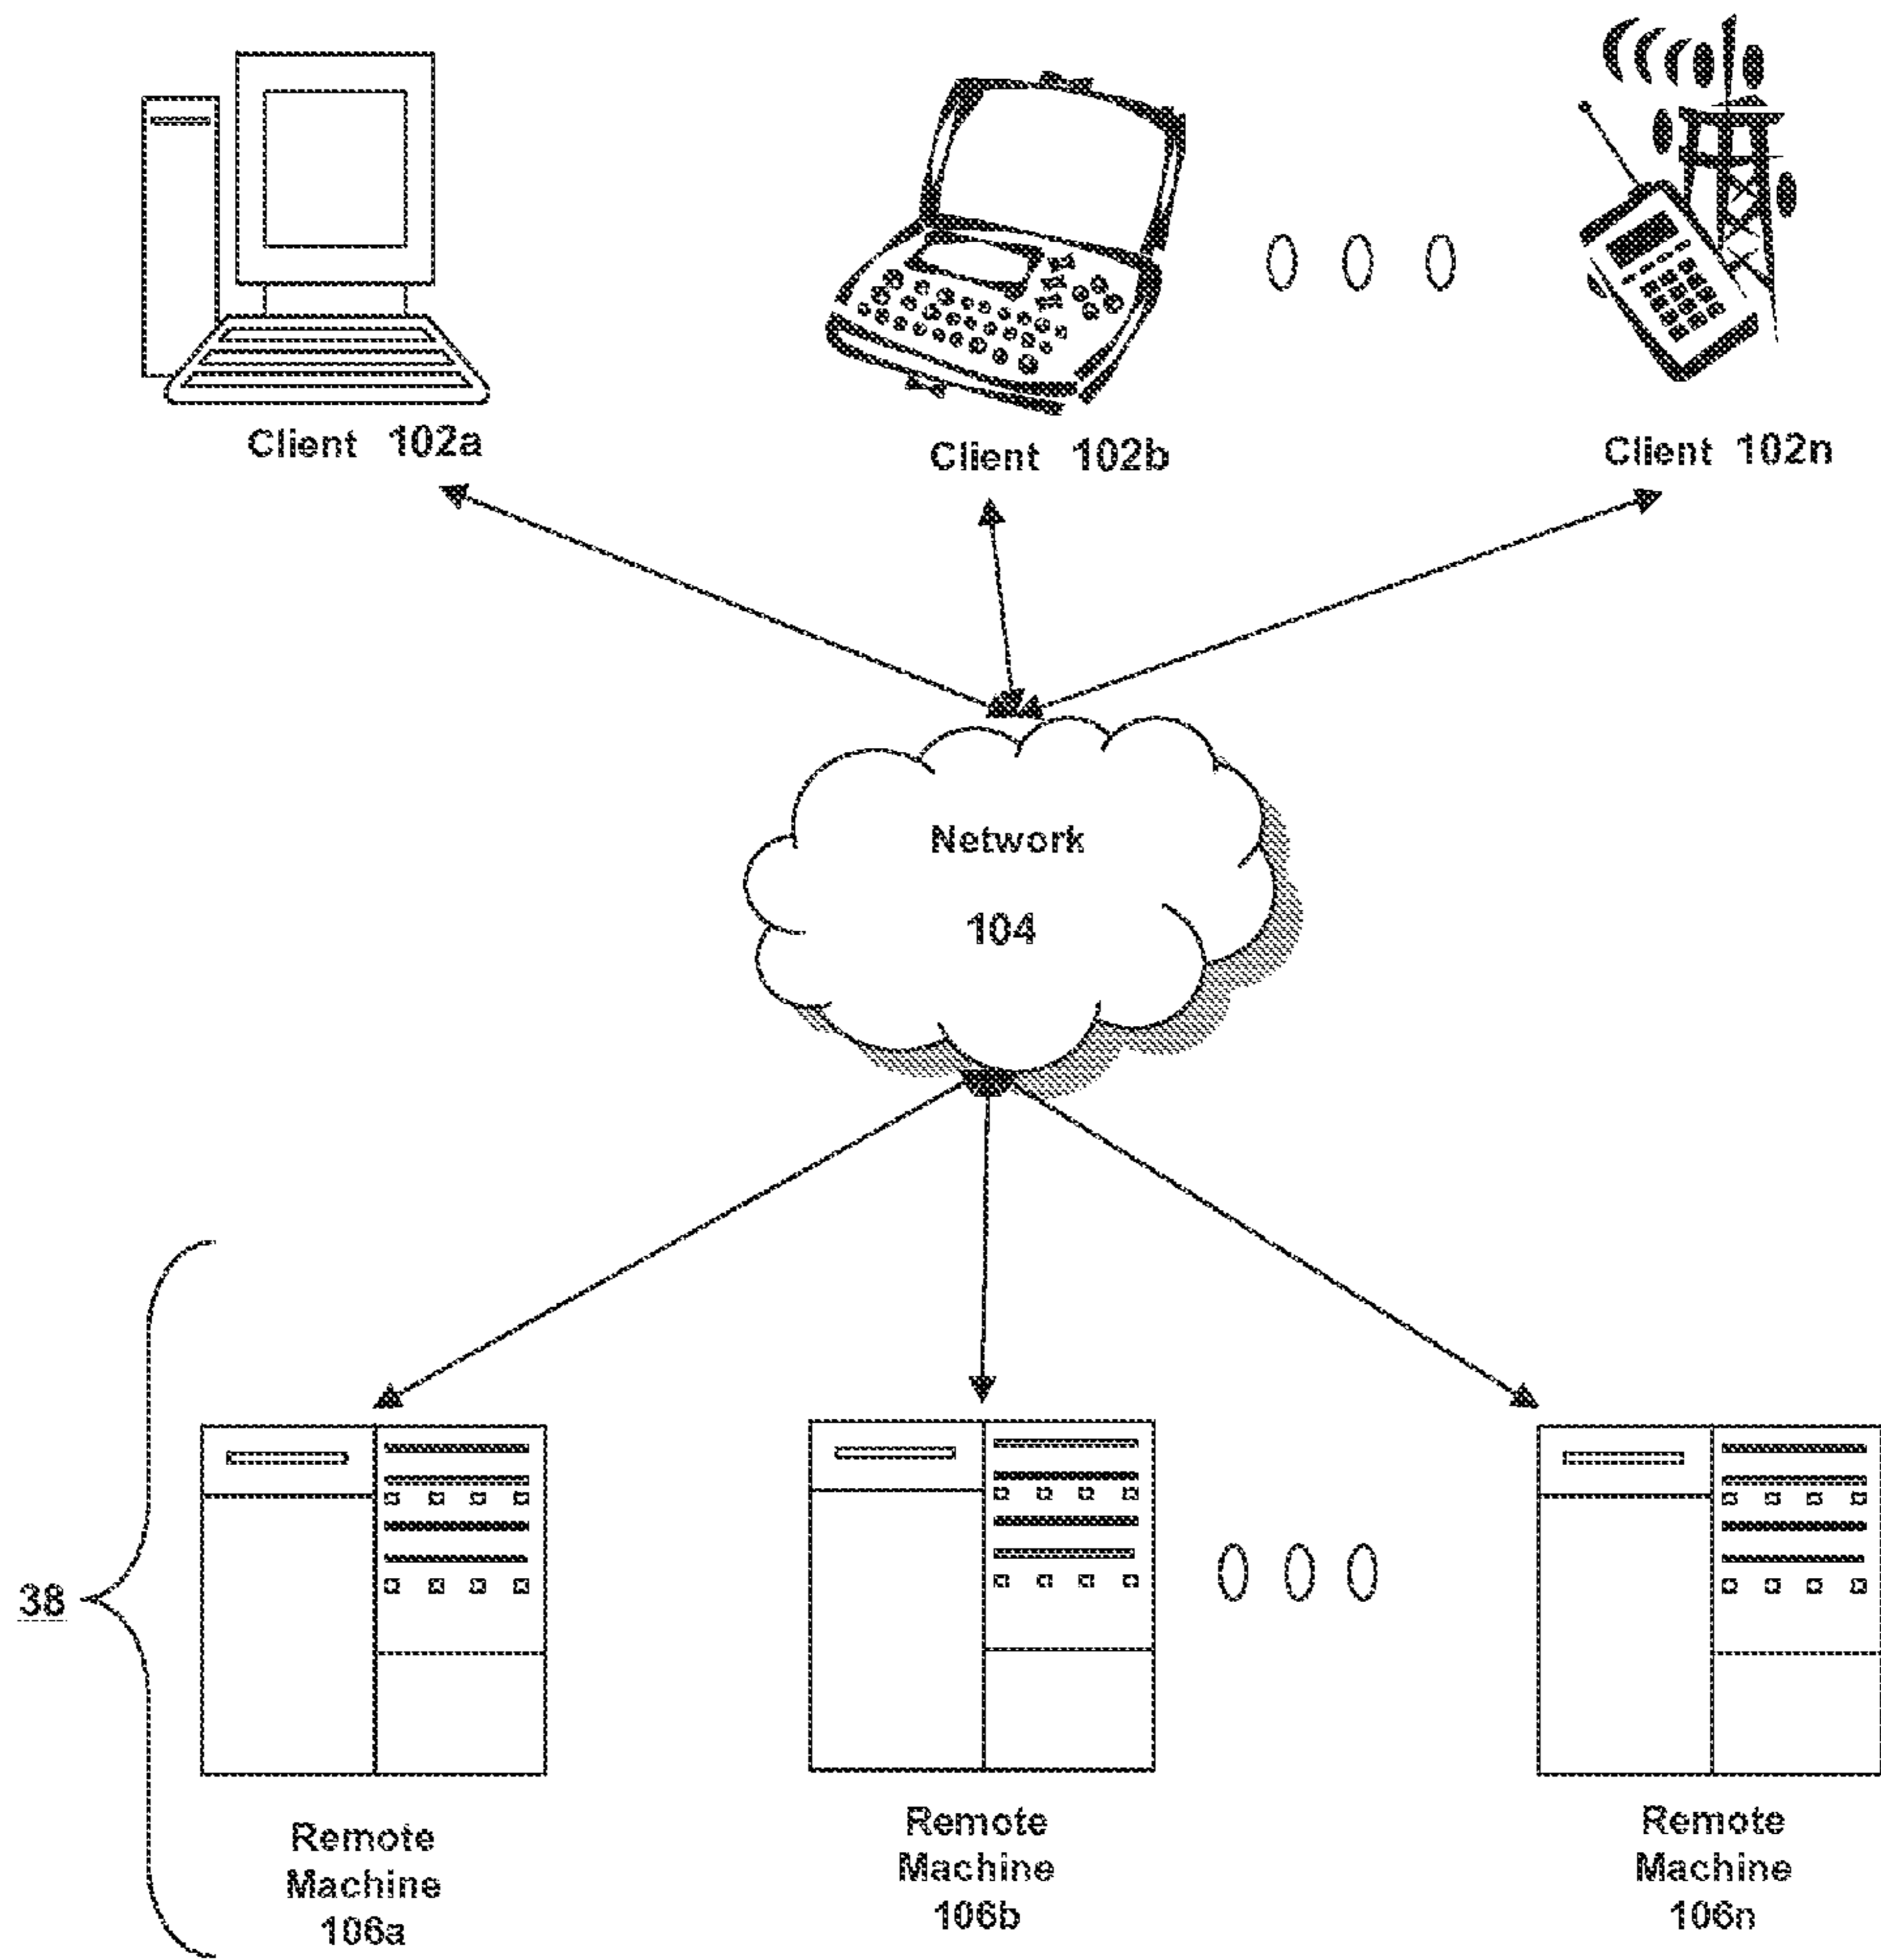 Client 102a
Client 102b
Client 102n
Network
104
38
Remote
Machine
106a
Remote
Machine
106b
Remote
Machine
106n